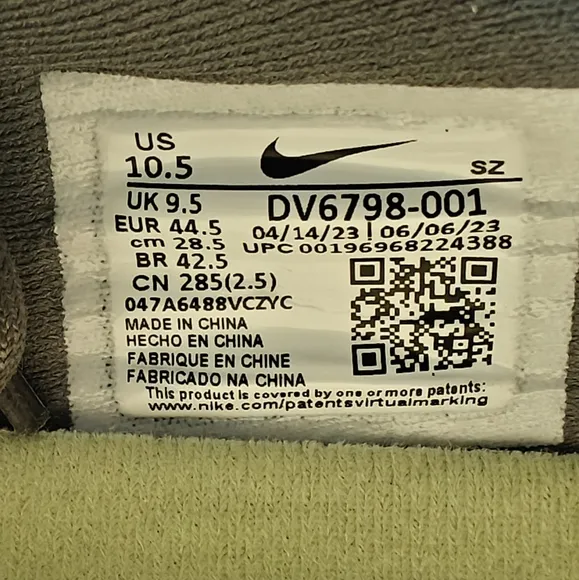 US
10.5
SZ
UK 9.5
DV6798-001
EUR 44.5
04/14/23 | 06/06/23
cm 28.5
UPC 00196968224388
BR 42.5
CN 285(2.5)
047A6488VCZYC
MADE IN CHINA
HECHO EN CHINA
FABRIQUE EN CHINE
FABRICADO NA CHINA
This product is covered by one or more patents:
www.nike.com/patentsvirtualmarking